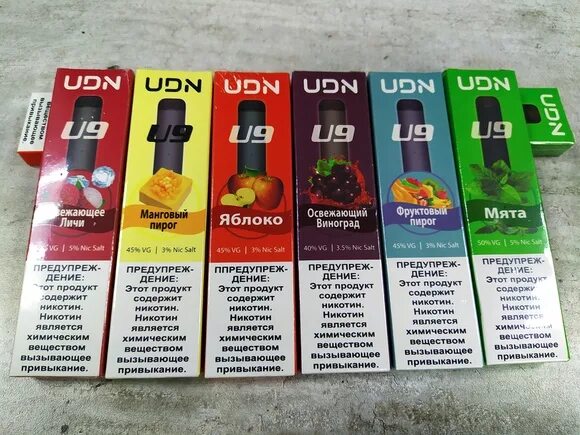 UDN
U9
вежающее
Личи
5% Nic Salt
ПРЕДУПРЕЖ-
ДЕНИЕ:
Этот продукт
содержит
никотин.
Никотин
является
химическим
веществом
вызывающее
привыкание.
UDN
U9
Манговый
пирог
45% VG | 3% Nic Salt
ПРЕДУПРЕЖ-
ДЕНИЕ:
Этот продукт
содержит
никотин.
Никотин
является
химическим
веществом
вызывающее
привыкание.
UDN
U9
Яблоко
45% VG | 3% Nic Salt
ПРЕДУПРЕЖ-
ДЕНИЕ:
Этот продукт
содержит
никотин.
Никотин
является
химическим
веществом
вызывающее
привыкание.
UDN
U9
Освежающий
Виноград
40% VG | 3.5% Nic Salt
ПРЕДУПРЕЖ-
ДЕНИЕ:
Этот продукт
содержит
никотин.
Никотин
является
химическим
веществом
вызывающее
привыкание.
UDN
U9
Фруктовый
пирог
45% VG | 3% Nic Salt
ПРЕДУПРЕЖ-
ДЕНИЕ:
Этот продукт
содержит
никотин.
Никотин
является
химическим
веществом
вызывающее
привыкание.
UDN
U9
Мята
50% VG | 5% Nic Salt
ПРЕДУПРЕЖ-
ДЕНИЕ:
Этот продукт
содержит
никотин.
Никотин
является
химическим
веществом
вызывающее
привыкание.
веществом
вызывающее
привыкание.
UDN